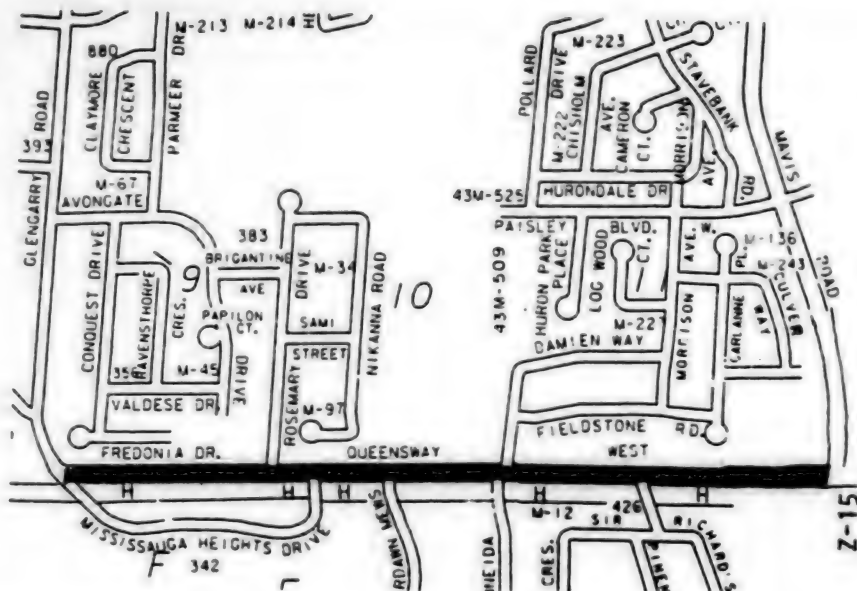 M-213 M-214 H
880
CLAYMORE
CRESCENT
PARMEER DR.
ROAD
393
GLENGARRY
M-67
AVONGATE
POLLARD
DRIVE
M-222
CHISHOLM
M-223
AVE.
CAMERON
CT.
STAVEBANK
RD.
MORRISON
AVE.
MAVIS
ROAD
HURONDALE DR.
43M-525
PAISLEY BLVD. W.
383
BRIGANTINE
AVE
DRIVE
M-34
NIKANNA ROAD
9
10
CONQUEST DRIVE
RAVENSTHORPE
CRES.
PAPILON
CT.
DRIVE
SAMI
STREET
ROSEMARY
M-97
M-45
VALDESE DR.
FREDONIA DR.
43M-509
HURON PARK
PLACE
LOG WOOD
CT.
AVE.
MORRISON
M-136
PL.
M-243
CARLANNE
CULVER
WAY
M-227
DAMIEN WAY
FIELDSTONE RD.
QUEENSWAY WEST
H H H H H
MISSISSAUGA HEIGHTS DRIVE
342
F
MEWS
CRES.
M-12
426
SIR
RICHARD'S
Z-15